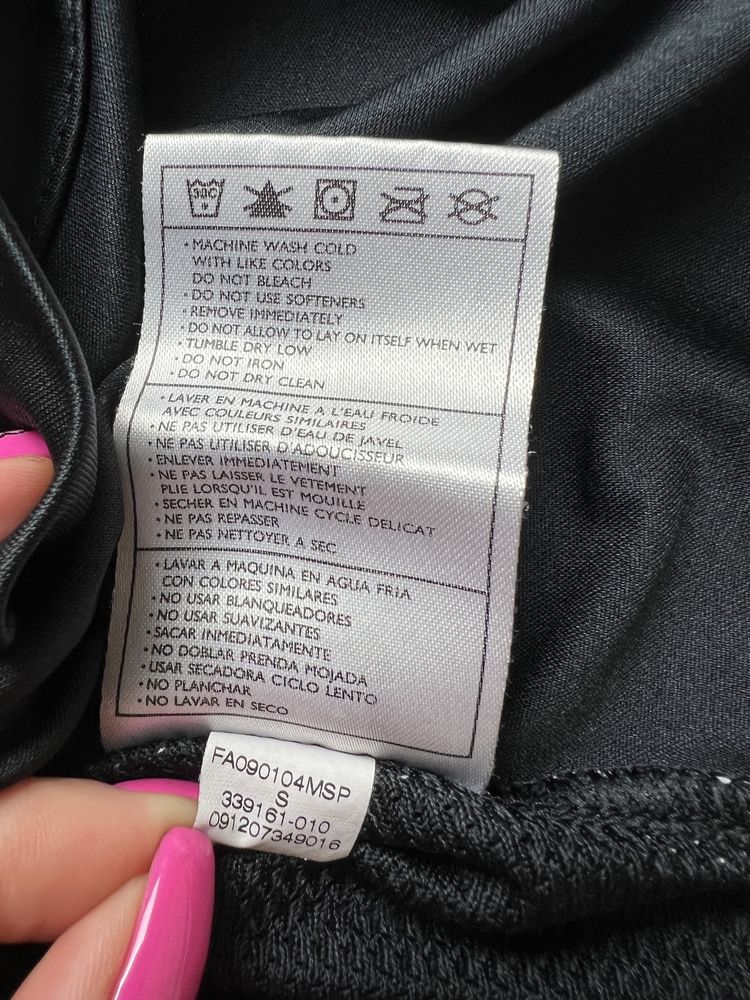 30C
• MACHINE WASH COLD
WITH LIKE COLORS
DO NOT BLEACH
• DO NOT USE SOFTENERS
• REMOVE IMMEDIATELY
• DO NOT ALLOW TO LAY ON ITSELF WHEN WET
• TUMBLE DRY LOW
• DO NOT IRON
• DO NOT DRY CLEAN
• LAVER EN MACHINE A L'EAU FROIDE
AVEC COULEURS SIMILAIRES
• NE PAS UTILISER D'EAU DE JAVEL
• NE PAS UTILISER D'ADOUCISSEUR
• ENLEVER IMMEDIATEMENT
• NE PAS LAISSER LE VETEMENT
PLIE LORSQU'IL EST MOUILLE
• SECHER EN MACHINE CYCLE DELICAT
• NE PAS REPASSER
• NE PAS NETTOYER A SEC
• LAVAR A MAQUINA EN AGUA FRIA
CON COLORES SIMILARES
• NO USAR BLANQUEADORES
• NO USAR SUAVIZANTES
• SACAR INMEDIATAMENTE
• NO DOBLAR PRENDA MOJADA
• USAR SECADORA CICLO LENTO
• NO PLANCHAR
• NO LAVAR EN SECO
FA090104MSP
S
339161-010
091207349016